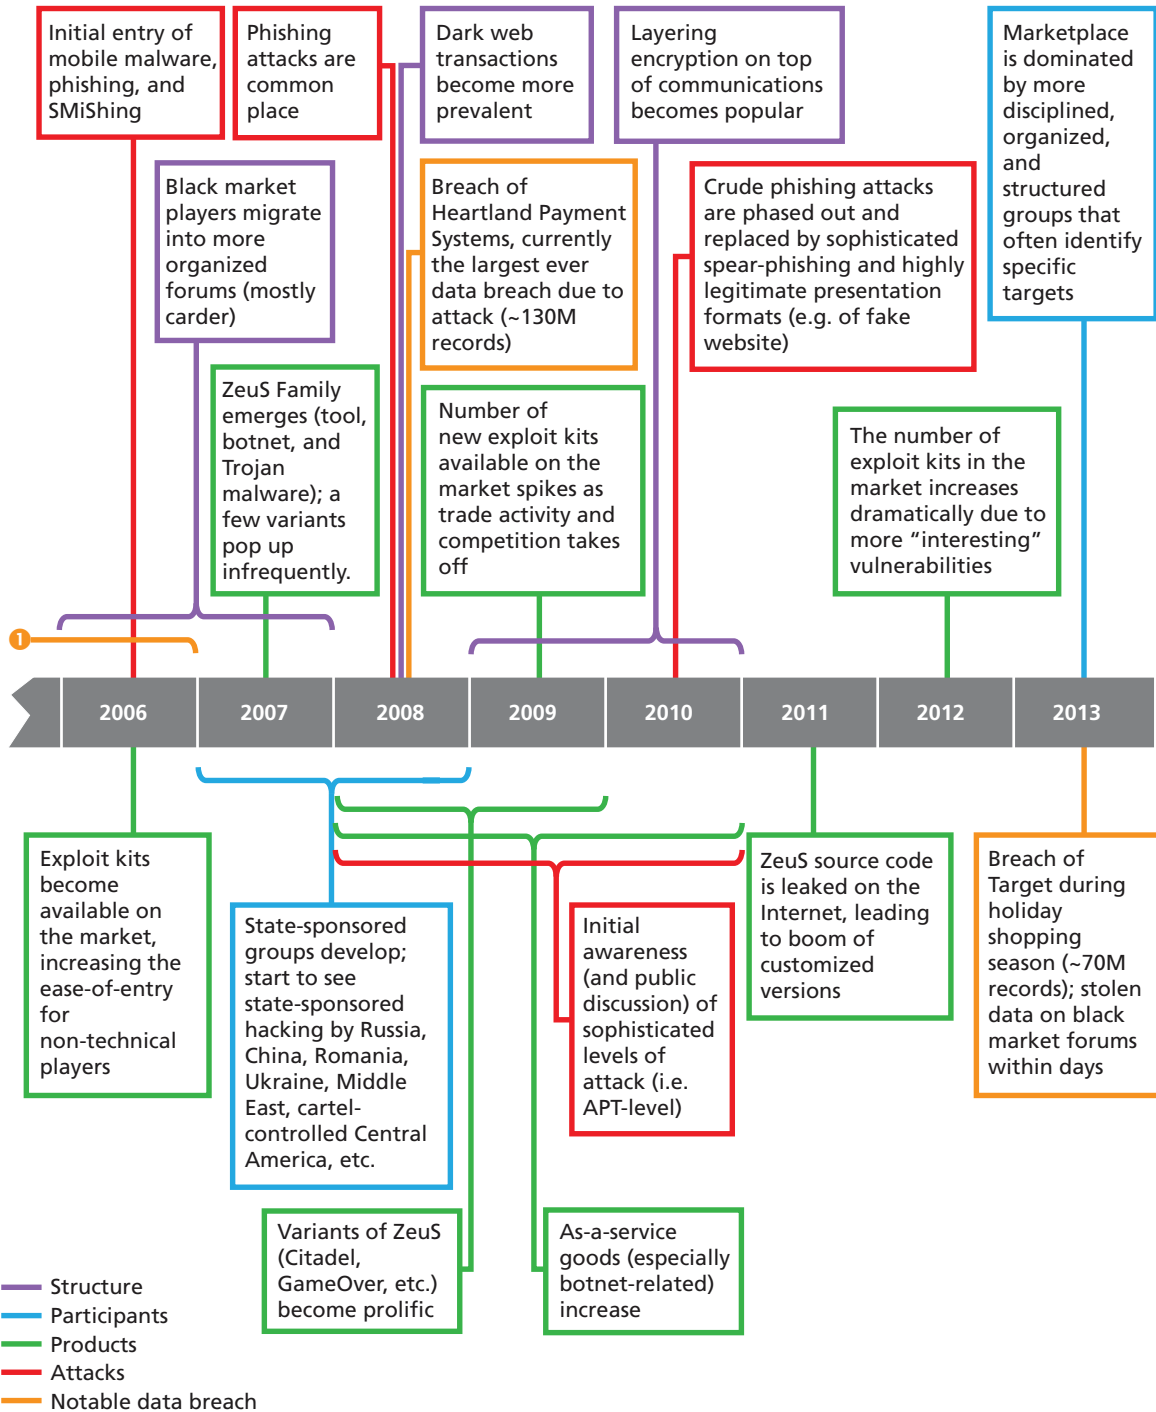 Initial entry of
mobile malware,
phishing, and
SMiShing
Phishing
attacks are
common
place
Dark web
transactions
become more
prevalent
Layering
encryption on top
of communications
becomes popular
Marketplace
is dominated
by more
disciplined,
organized,
and
structured
groups that
often identify
specific
targets
Black market
players migrate
into more
organized
forums (mostly
carder)
Breach of
Heartland Payment
Systems, currently
the largest ever
data breach due to
attack (~130M
records)
Crude phishing attacks
are phased out and
replaced by sophisticated
spear-phishing and highly
legitimate presentation
formats (e.g. of fake
website)
ZeuS Family
emerges (tool,
botnet, and
Trojan
malware); a
few variants
pop up
infrequently.
Number of
new exploit kits
available on the
market spikes as
trade activity and
competition takes
off
The number of
exploit kits in the
market increases
dramatically due to
more “interesting”
vulnerabilities
1
2006 2007 2008 2009 2010 2011 2012 2013
Exploit kits
become
available on
the market,
increasing the
ease-of-entry
for
non-technical
players
State-sponsored
groups develop;
start to see
state-sponsored
hacking by Russia,
China, Romania,
Ukraine, Middle
East, cartel-
controlled Central
America, etc.
Initial
awareness
(and public
discussion) of
sophisticated
levels of
attack (i.e.
APT-level)
ZeuS source code
is leaked on the
Internet, leading
to boom of
customized
versions
Breach of
Target during
holiday
shopping
season (~70M
records); stolen
data on black
market forums
within days
Variants of ZeuS
(Citadel,
GameOver, etc.)
become prolific
As-a-service
goods (especially
botnet-related)
increase
Structure
Participants
Products
Attacks
Notable data breach